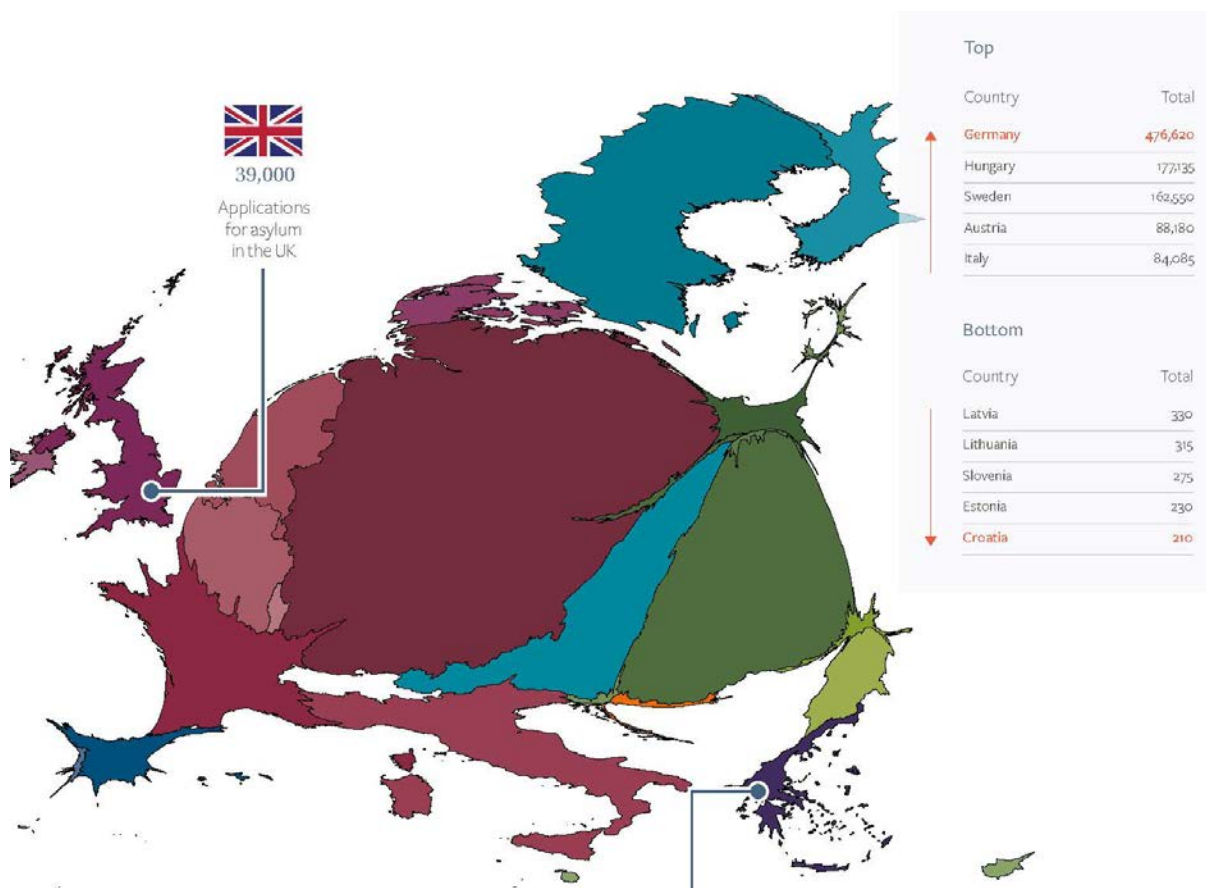 39,000
Applications
for asylum
in the UK
Top
Country Total
Germany 476,620
Hungary 177,135
Sweden 162,550
Austria 88,180
Italy 84,085
Bottom
Country Total
Latvia 330
Lithuania 315
Slovenia 275
Estonia 230
Croatia 210